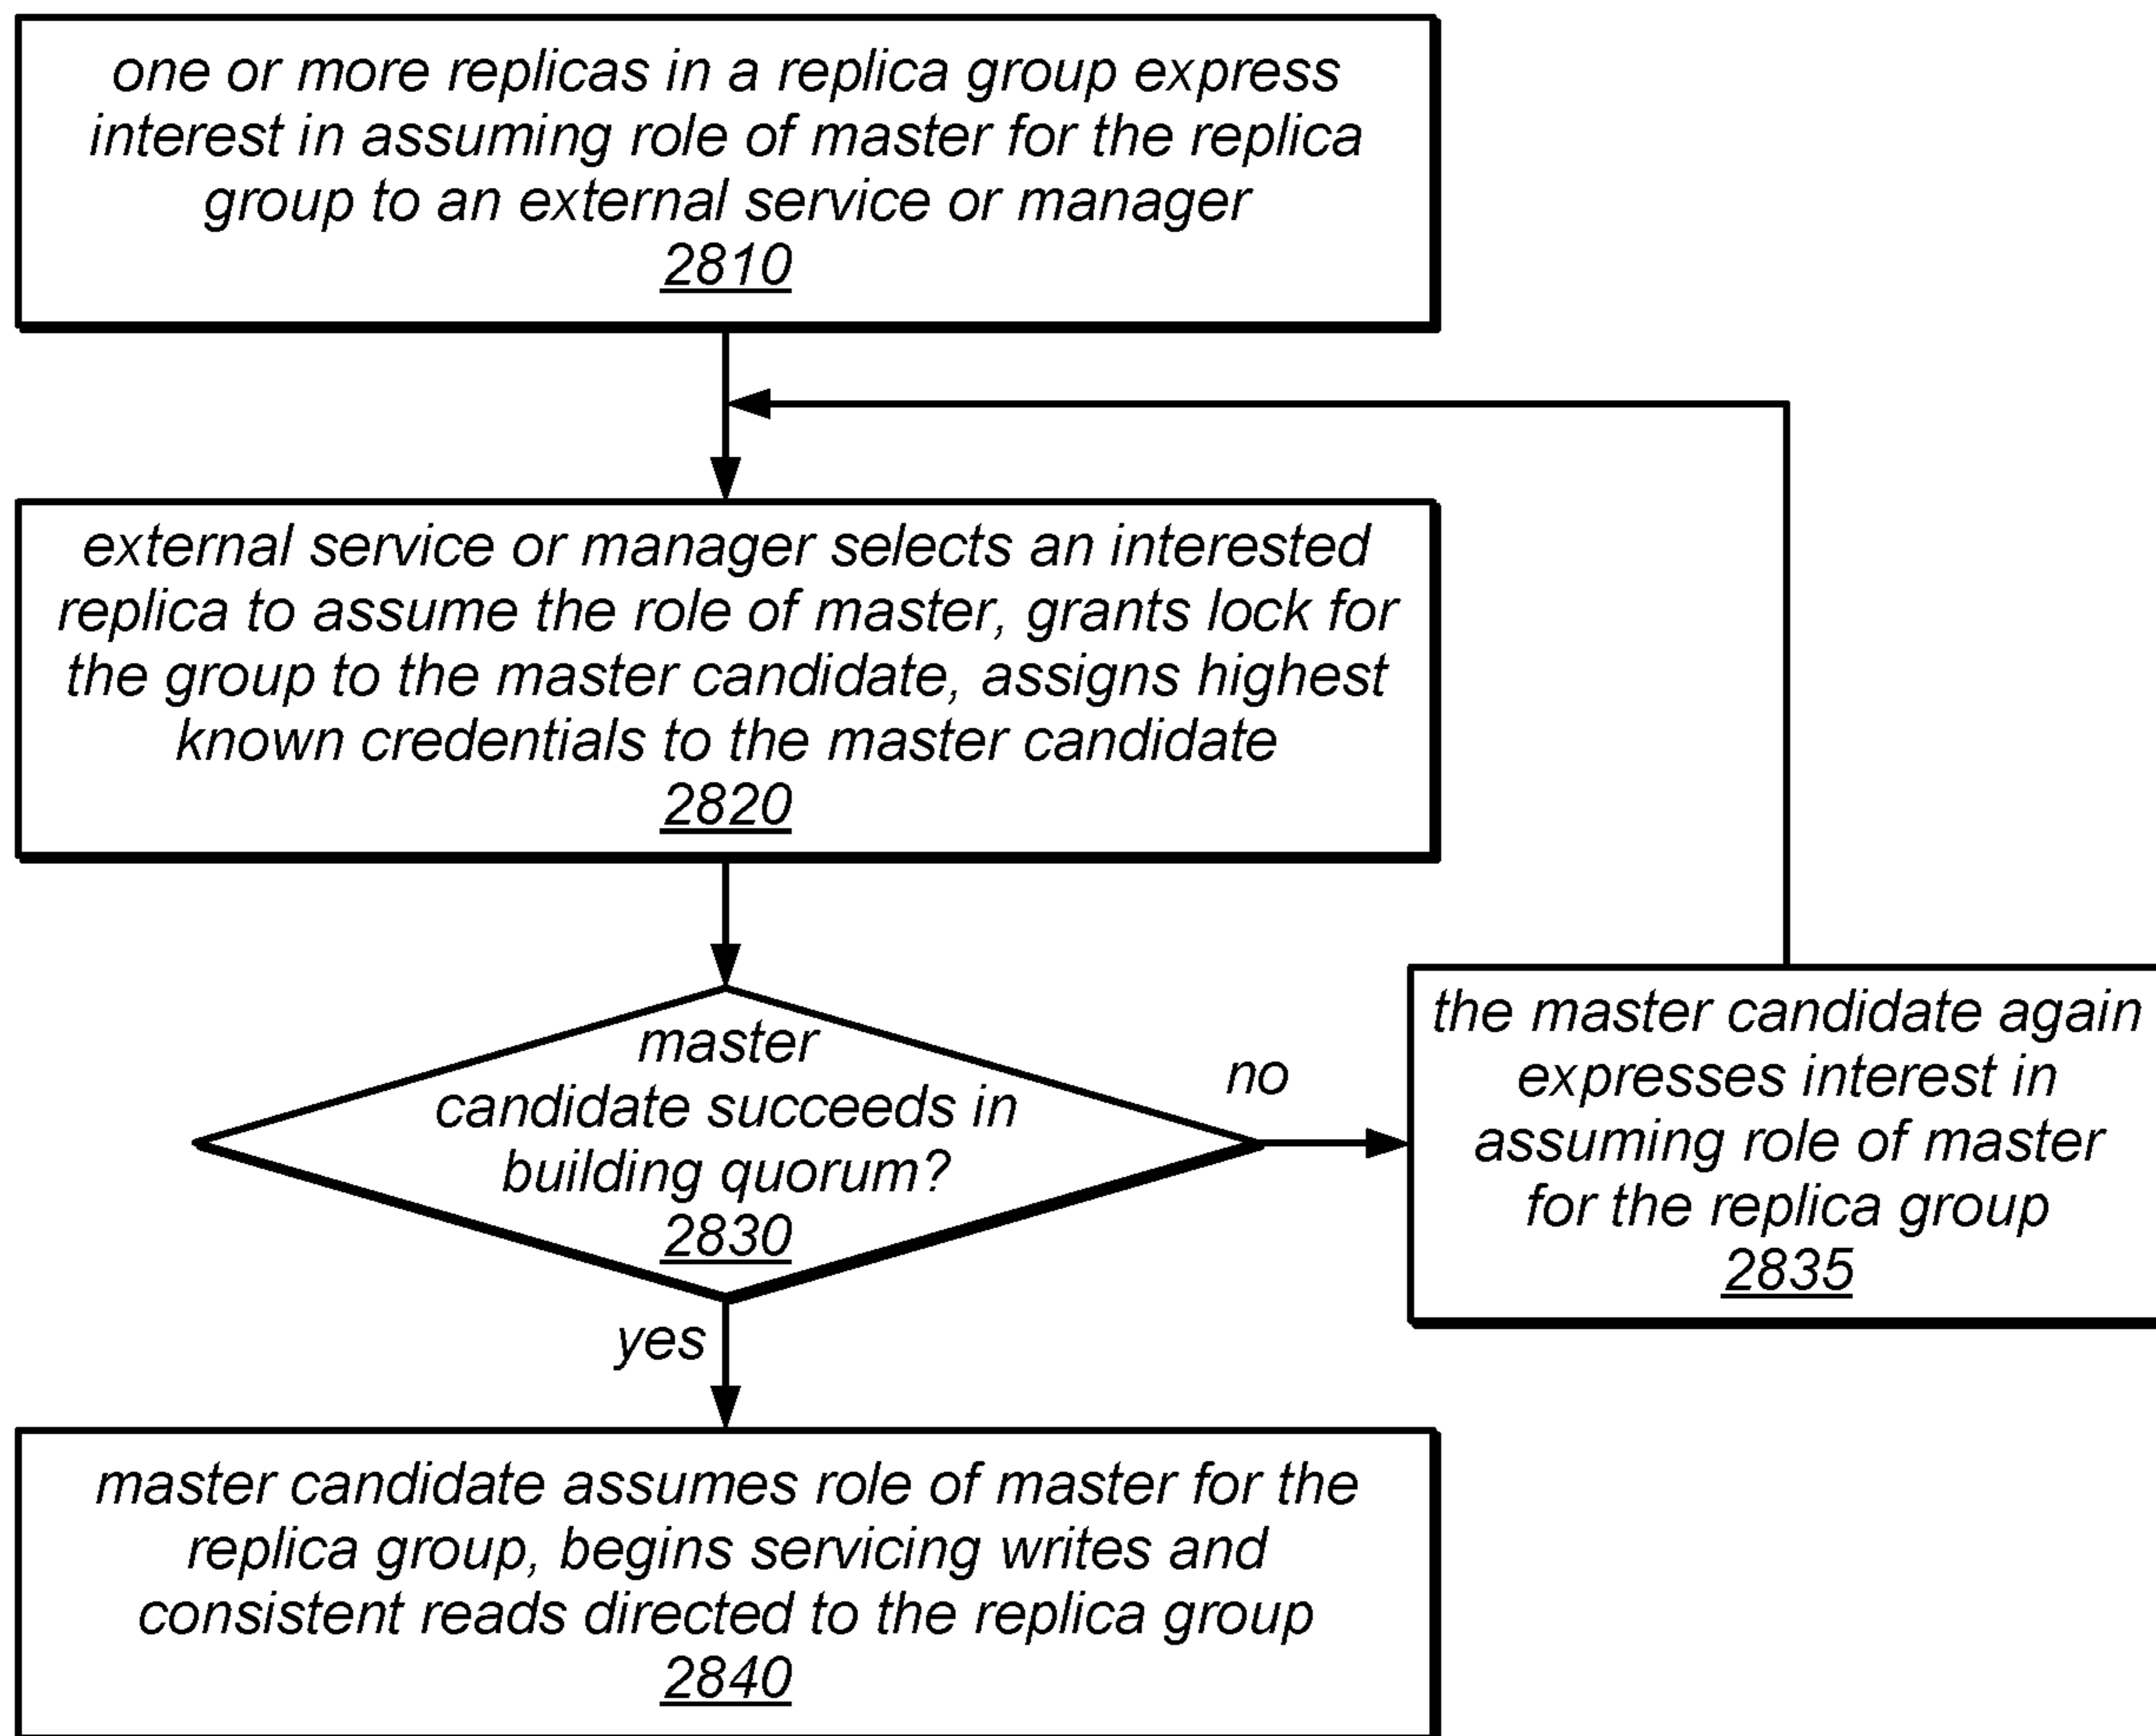 one or more replicas in a replica group express
interest in assuming role of master for the replica
group to an external service or manager
2810
external service or manager selects an interested
replica to assume the role of master, grants lock for
the group to the master candidate, assigns highest
known credentials to the master candidate
2820
master
candidate succeeds in
building quorum?
2830
no
the master candidate again
expresses interest in
assuming role of master
for the replica group
2835
yes
master candidate assumes role of master for the
replica group, begins servicing writes and
consistent reads directed to the replica group
2840